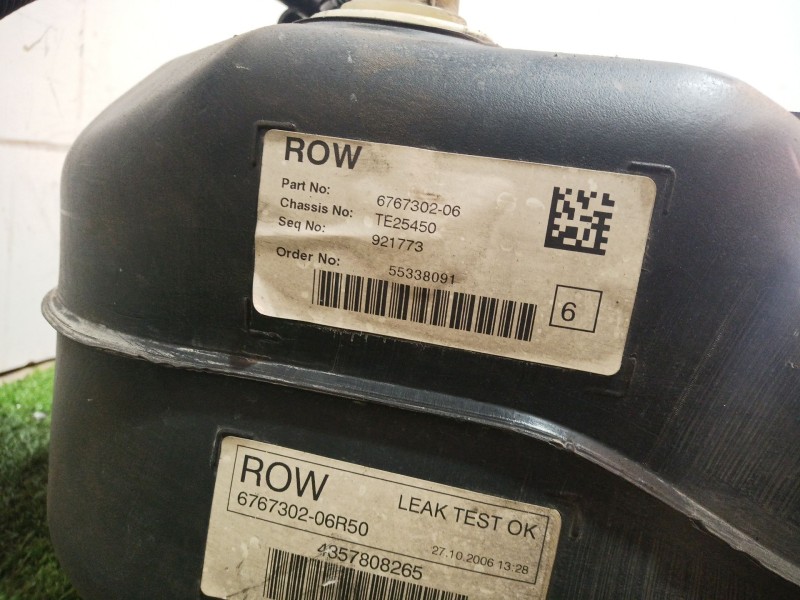 ROW
Part No: 6767302-06
Chassis No: TE25450
Seq No: 921773
Order No: 55338091
6
ROW LEAK TEST OK
6767302-06R50 27.10.2006 13:28
4357808265